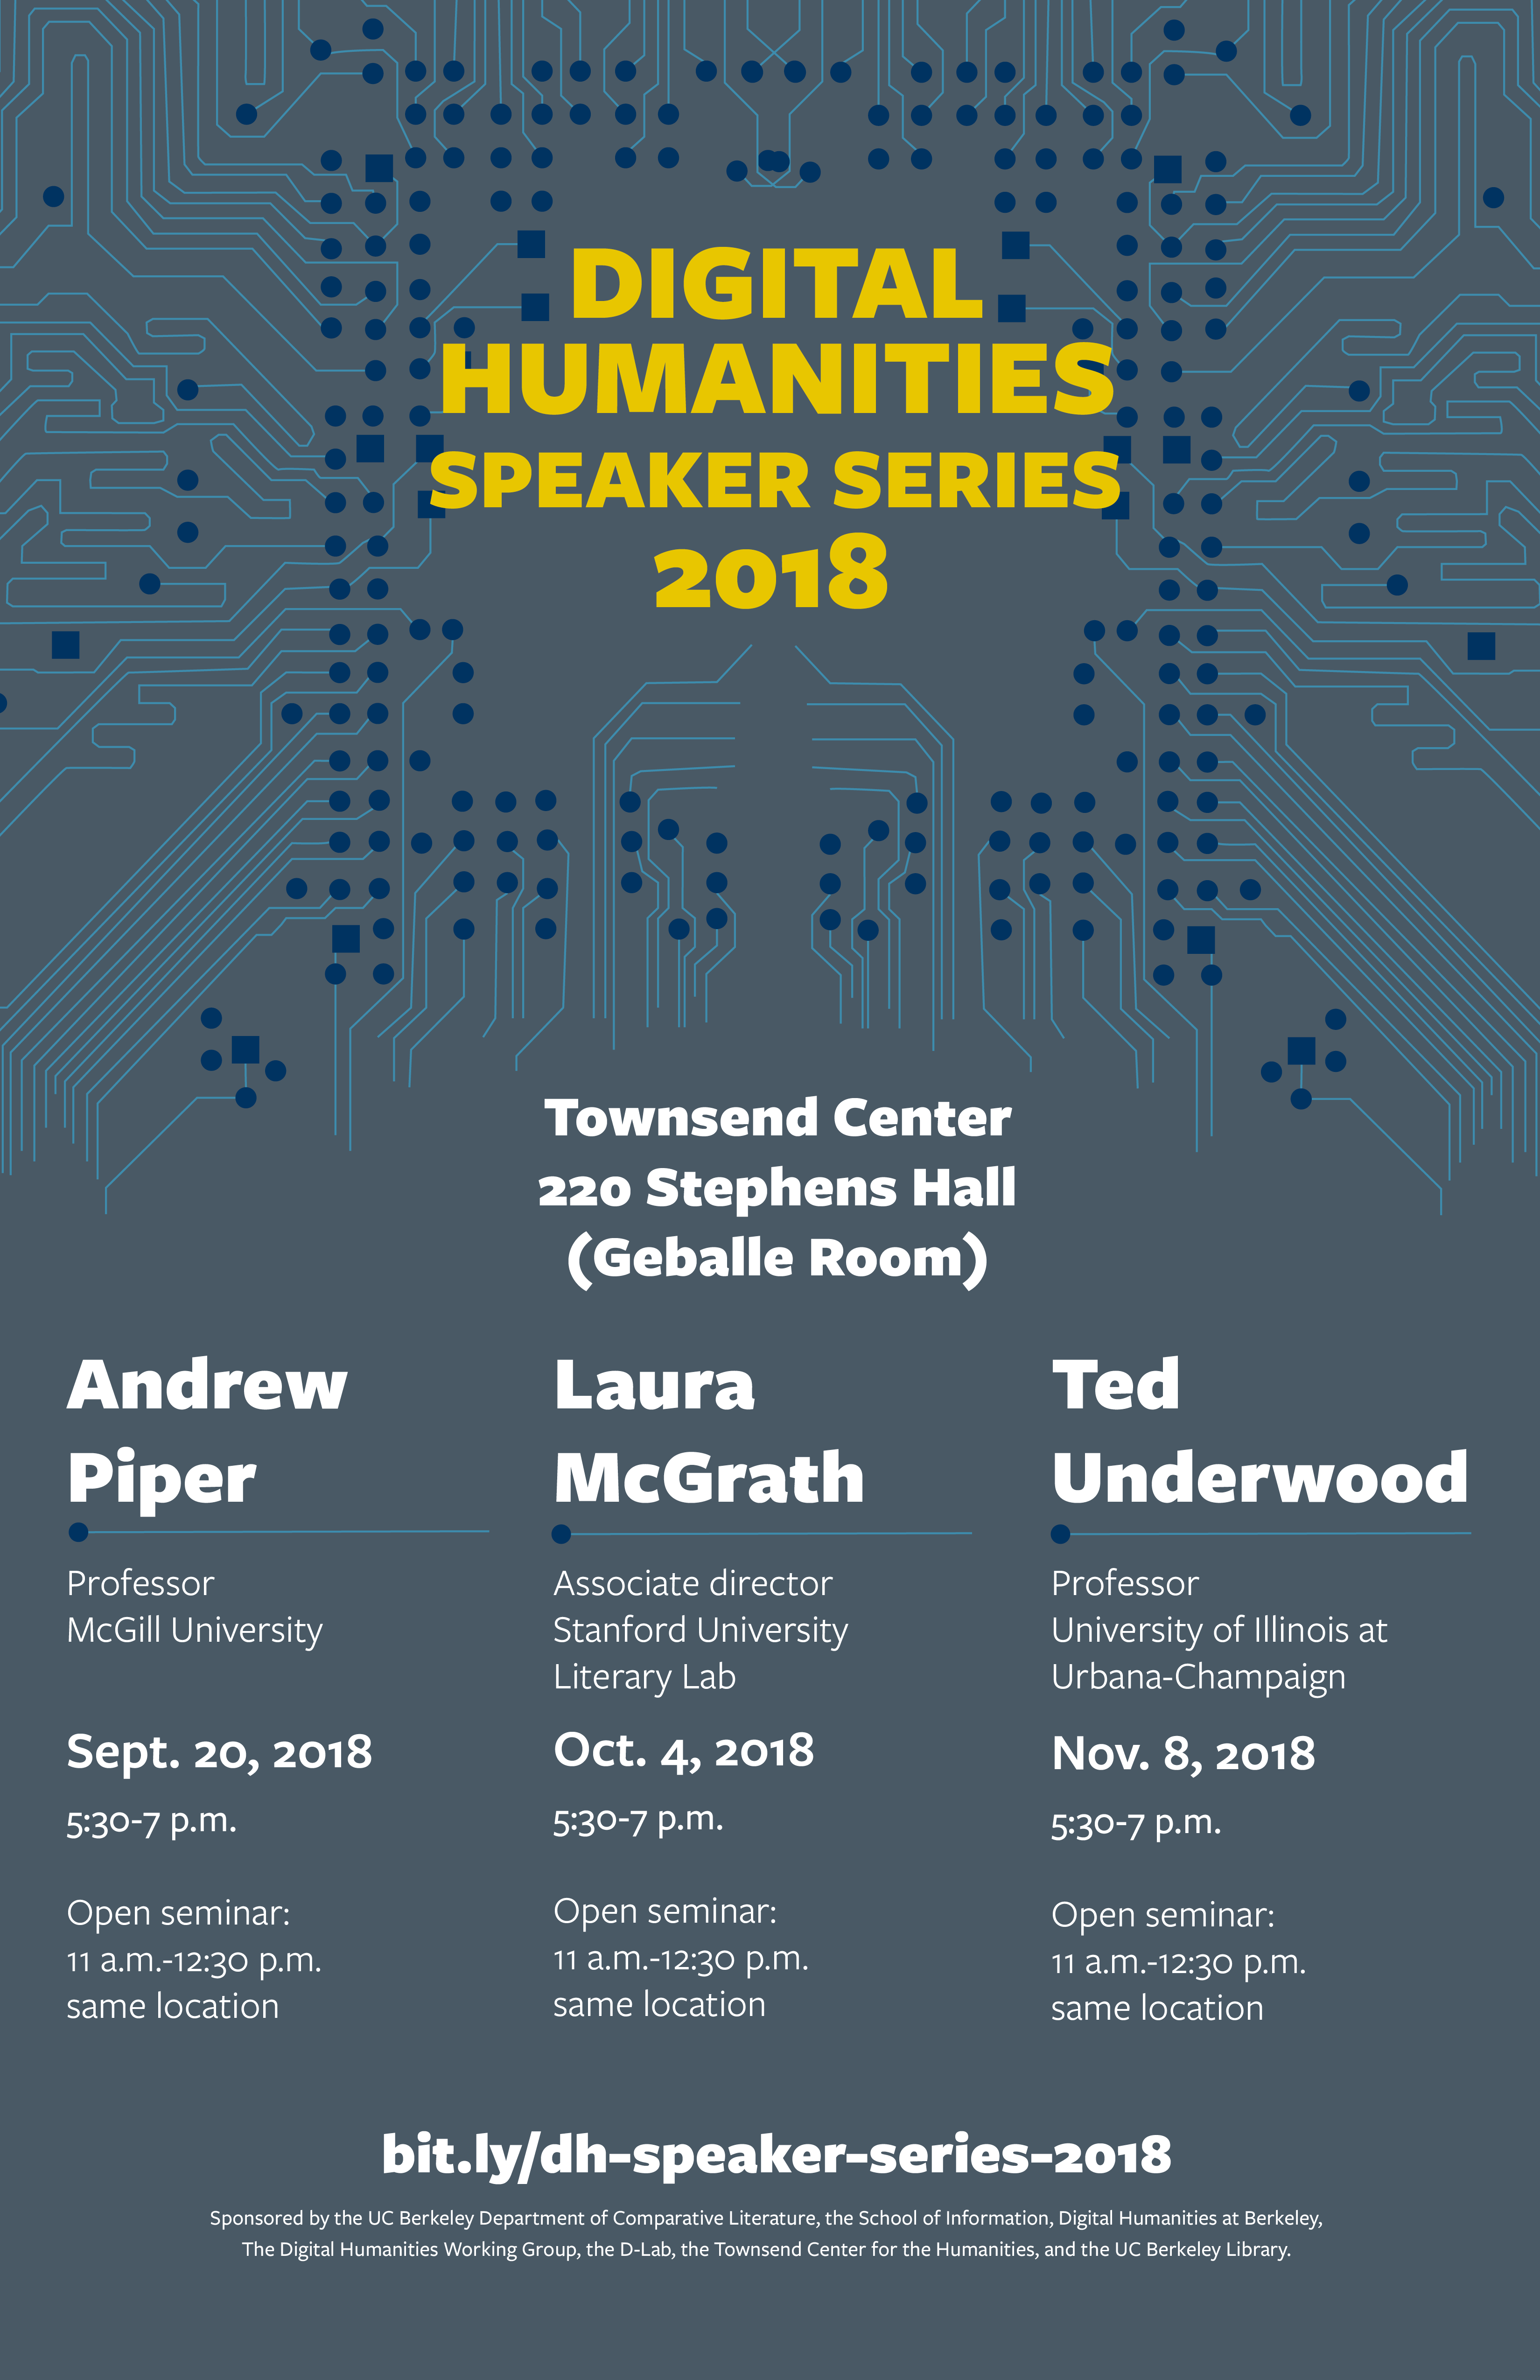 DIGITAL
HUMANITIES
SPEAKER SERIES
2018
Townsend Center
220 Stephens Hall
(Geballe Room)
Andrew
Piper
Professor
McGill University
Sept. 20, 2018
5:30-7 p.m.
Open seminar:
11 a.m.-12:30 p.m.
same location
Laura
McGrath
Associate director
Stanford University
Literary Lab
Oct. 4, 2018
5:30-7 p.m.
Open seminar:
11 a.m.-12:30 p.m.
same location
Ted
Underwood
Professor
University of Illinois at
Urbana-Champaign
Nov. 8, 2018
5:30-7 p.m.
Open seminar:
11 a.m.-12:30 p.m.
same location
bit.ly/dh-speaker-series-2018
Sponsored by the UC Berkeley Department of Comparative Literature, the School of Information, Digital Humanities at Berkeley,
The Digital Humanities Working Group, the D-Lab, the Townsend Center for the Humanities, and the UC Berkeley Library.